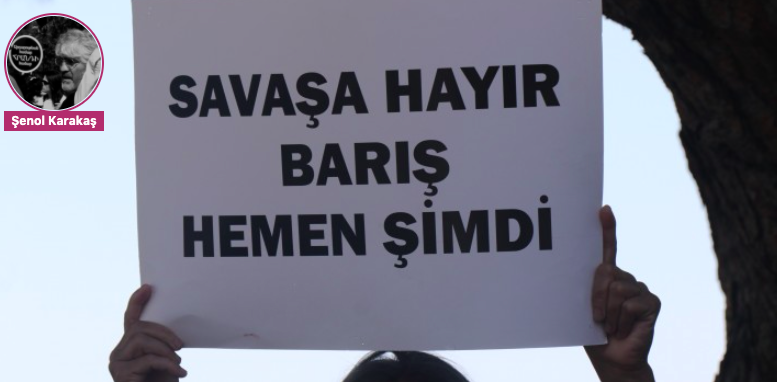 SAVAŞA HAYIR
BARIŞ
HEMEN ŞİMDİ
Şenol Karakaş